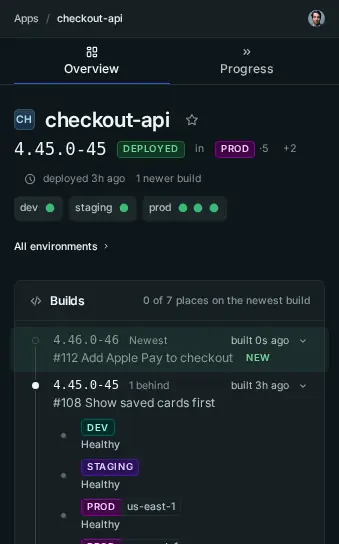 Apps / checkout-api
Overview
Progress
CH checkout-api
4.45.0-45 DEPLOYED in PROD ·5 +2
deployed 3h ago 1 newer build
dev staging prod
All environments
Builds 0 of 7 places on the newest build
4.46.0-46 Newest built 0s ago
#112 Add Apple Pay to checkout NEW
4.45.0-45 1 behind built 3h ago
#108 Show saved cards first
DEV
Healthy
STAGING
Healthy
PROD us-east-1
Healthy